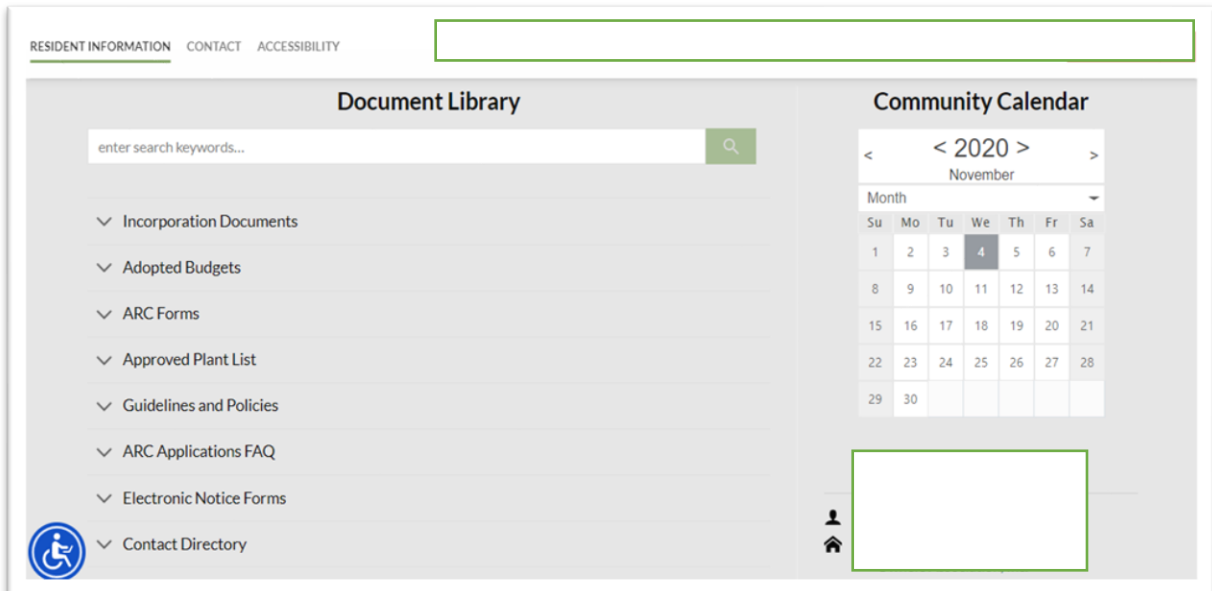 RESIDENT INFORMATION CONTACT ACCESSIBILITY
Document Library
enter search keywords...
Incorporation Documents
Adopted Budgets
ARC Forms
Approved Plant List
Guidelines and Policies
ARC Applications FAQ
Electronic Notice Forms
Contact Directory
Community Calendar
< < 2020 > >
November
Month
Su Mo Tu We Th Fr Sa
1 2 3 4 5 6 7
8 9 10 11 12 13 14
15 16 17 18 19 20 21
22 23 24 25 26 27 28
29 30